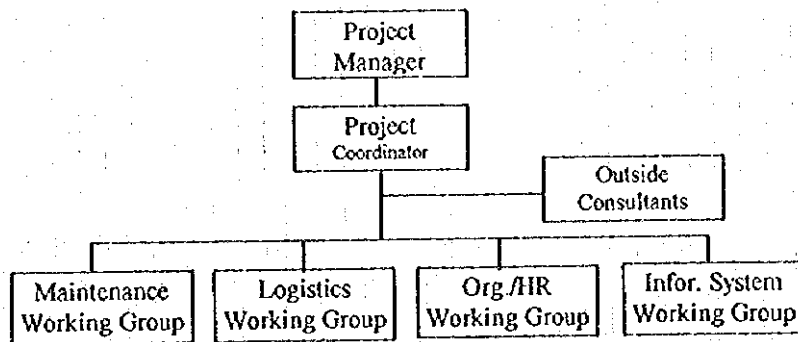 Project
Manager
Project
Coordinator
Outside
Consultants
Maintenance
Working Group
Logistics
Working Group
Org./HR
Working Group
Infor. System
Working Group